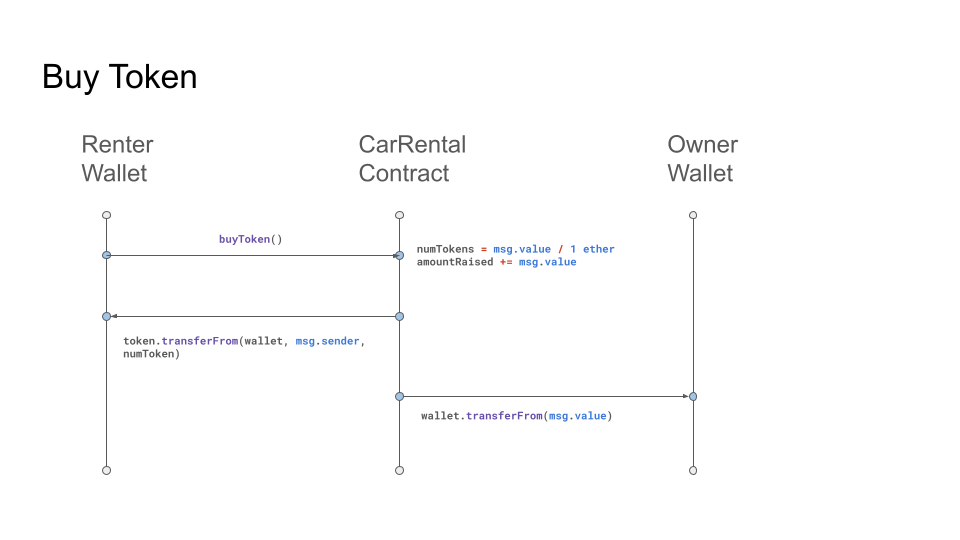 Buy Token
Renter
Wallet
CarRental
Contract
Owner
Wallet
buyToken()
numTokens = msg.value / 1 ether
amountRaised += msg.value
token.transferFrom(wallet, msg.sender,
numToken)
wallet.transferFrom(msg.value)